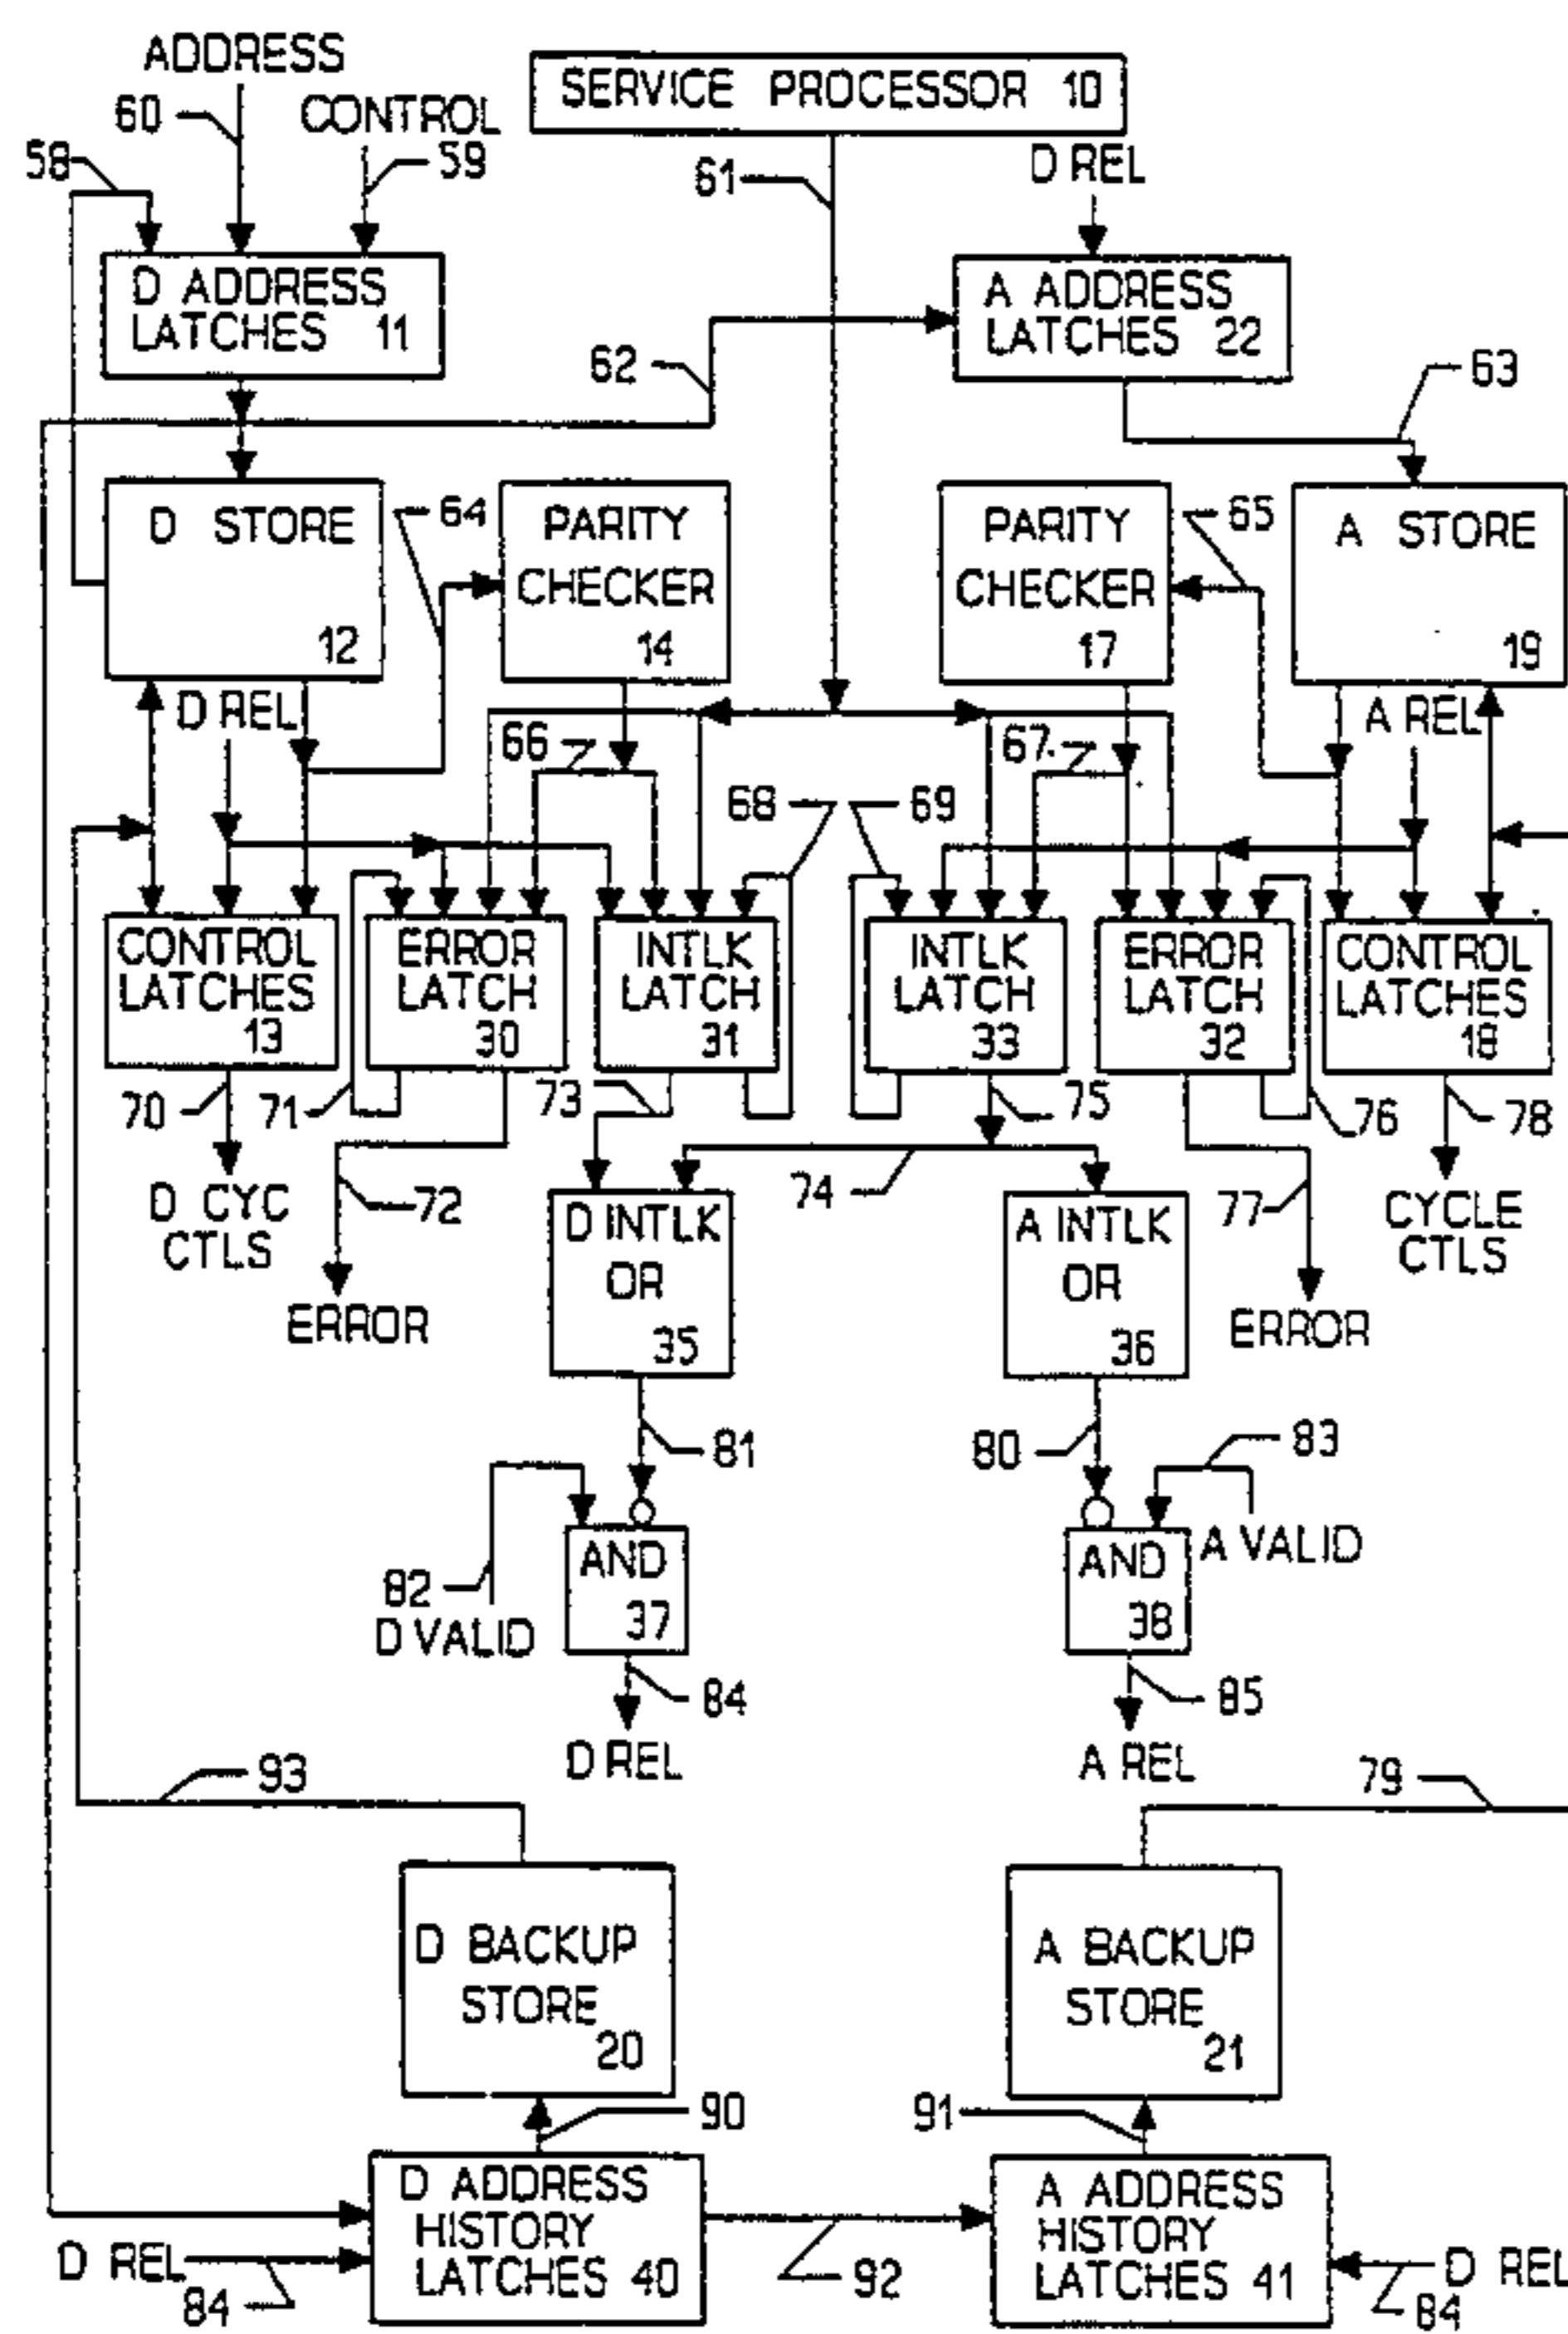 ADDRESS
60
CONTROL
58
59
SERVICE PROCESSOR 10
61
D REL
D ADDRESS
LATCHES 11
A ADDRESS
LATCHES 22
62
63
D STORE
12
64
PARITY
CHECKER
14
PARITY
CHECKER
17
65
A STORE
19
D REL
A REL
66
67
68
69
CONTROL
LATCHES
13
ERROR
LATCH
30
INTLK
LATCH
31
INTLK
LATCH
33
ERROR
LATCH
32
CONTROL
LATCHES
18
70
71
73
75
76
78
72
74
77
D CYC
CTLS
D INTLK
OR
35
A INTLK
OR
36
CYCLE
CTLS
ERROR
ERROR
81
80
83
82
D VALID
AND
37
AND
38
A VALID
84
85
D REL
A REL
93
79
D BACKUP
STORE
20
A BACKUP
STORE
21
90
91
D ADDRESS
HISTORY
LATCHES 40
A ADDRESS
HISTORY
LATCHES 41
D REL
84
92
D REL
84